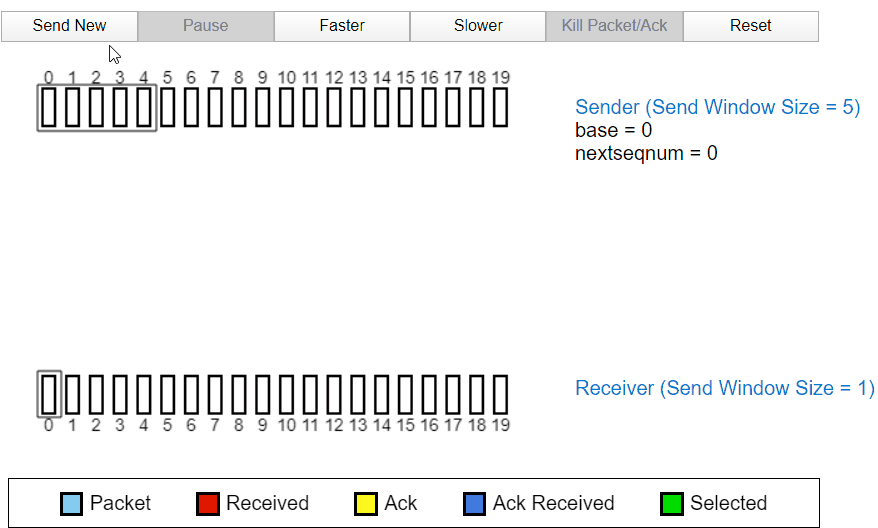 Send New Pause Faster Slower Kill Packet/Ack Reset
0 1 2 3 4 5 6 7 8 9 10 11 12 13 14 15 16 17 18 19
Sender (Send Window Size = 5)
base = 0
nextseqnum = 0
Receiver (Send Window Size = 1)
0 1 2 3 4 5 6 7 8 9 10 11 12 13 14 15 16 17 18 19
Packet Received Ack Ack Received Selected